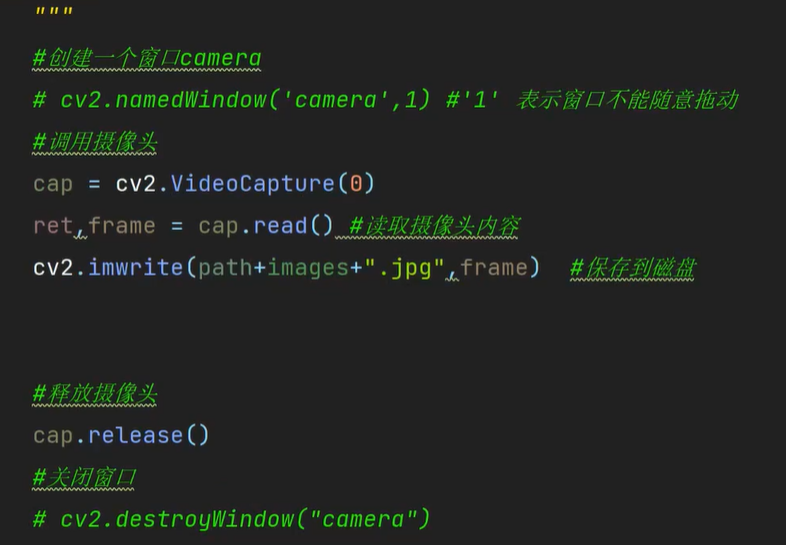 """
#创建一个窗口camera
# cv2.namedWindow('camera',1) #'1' 表示窗口不能随意拖动
#调用摄像头
cap = cv2.VideoCapture(0)
ret,frame = cap.read() #读取摄像头内容
cv2.imwrite(path+images+".jpg",frame)  #保存到磁盘
#释放摄像头
cap.release()
#关闭窗口
# cv2.destroyWindow("camera")